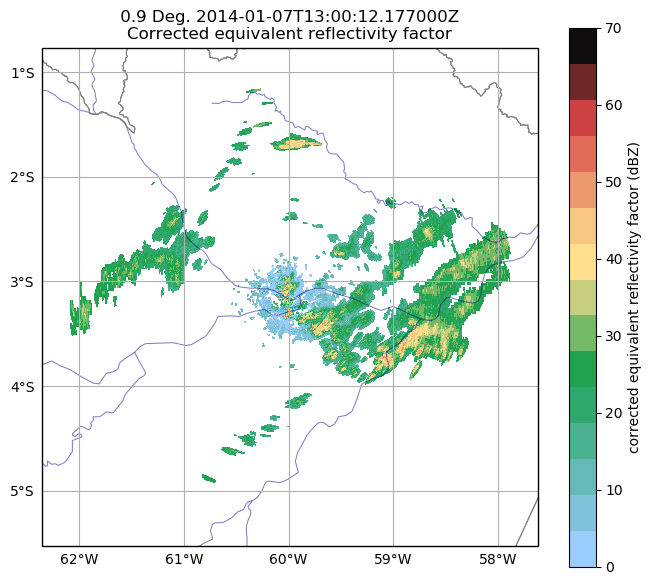 0.9 Deg. 2014-01-07T13:00:12.177000Z
Corrected equivalent reflectivity factor
1°S
2°S
3°S
4°S
5°S
62°W
61°W
60°W
59°W
58°W
70
60
50
40
30
20
10
0
corrected equivalent reflectivity factor (dBZ)